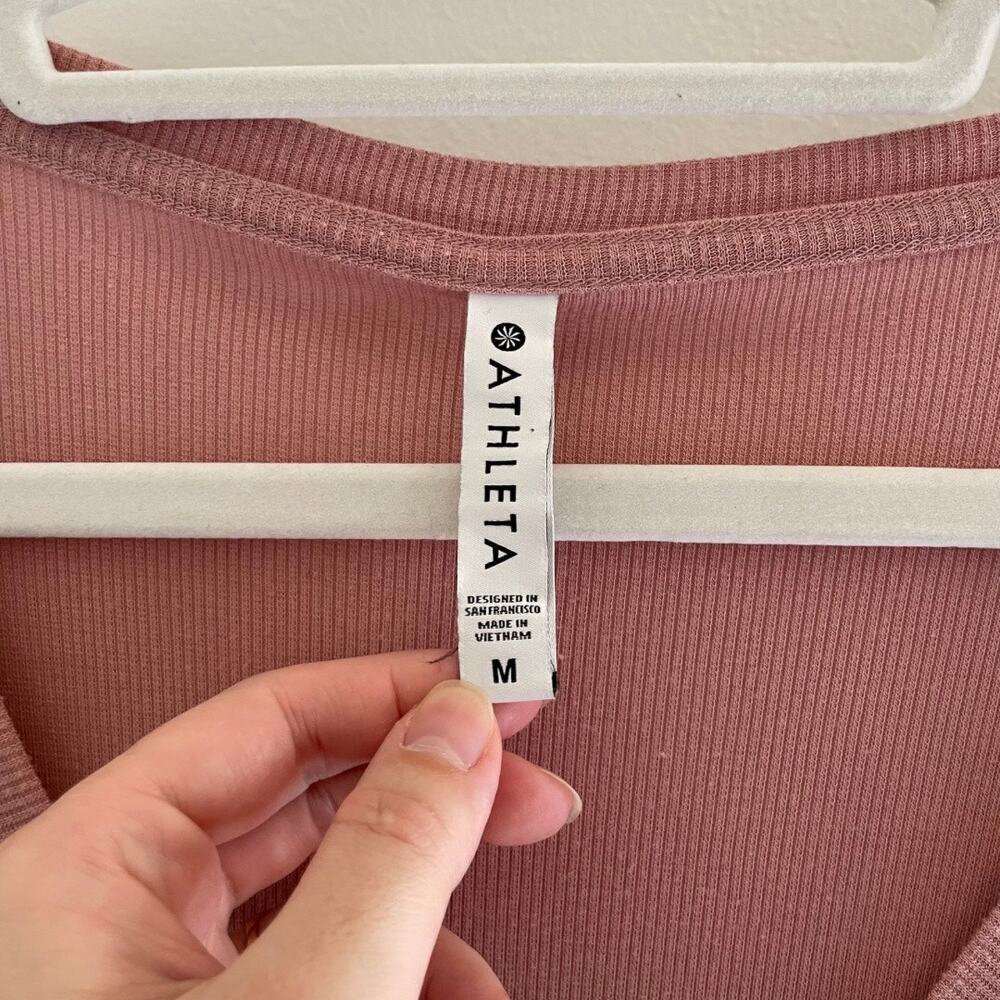 ATHLETA
DESIGNED IN
SAN FRANCISCO
MADE IN
VIETNAM
M